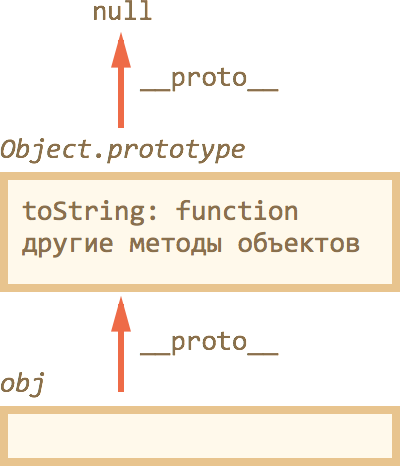 null
__proto__
Object.prototype
toString: function
другие методы объектов
__proto__
obj